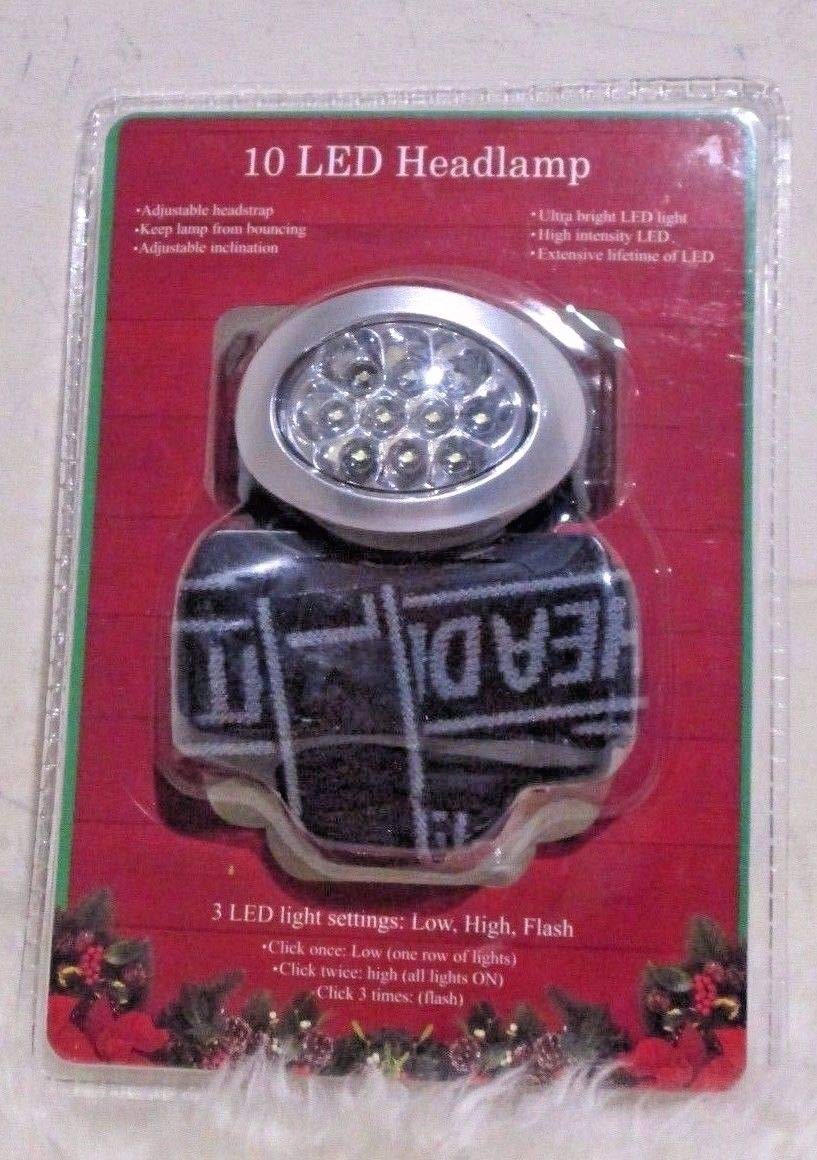 10 LED Headlamp
•Adjustable headstrap
•Keep lamp from bouncing
•Adjustable inclination
•Ultra bright LED light
•High intensity LED
•Extensive lifetime of LED
HEADL
3 LED light settings: Low, High, Flash
•Click once: Low (one row of lights)
•Click twice: high (all lights ON)
•Click 3 times: (flash)